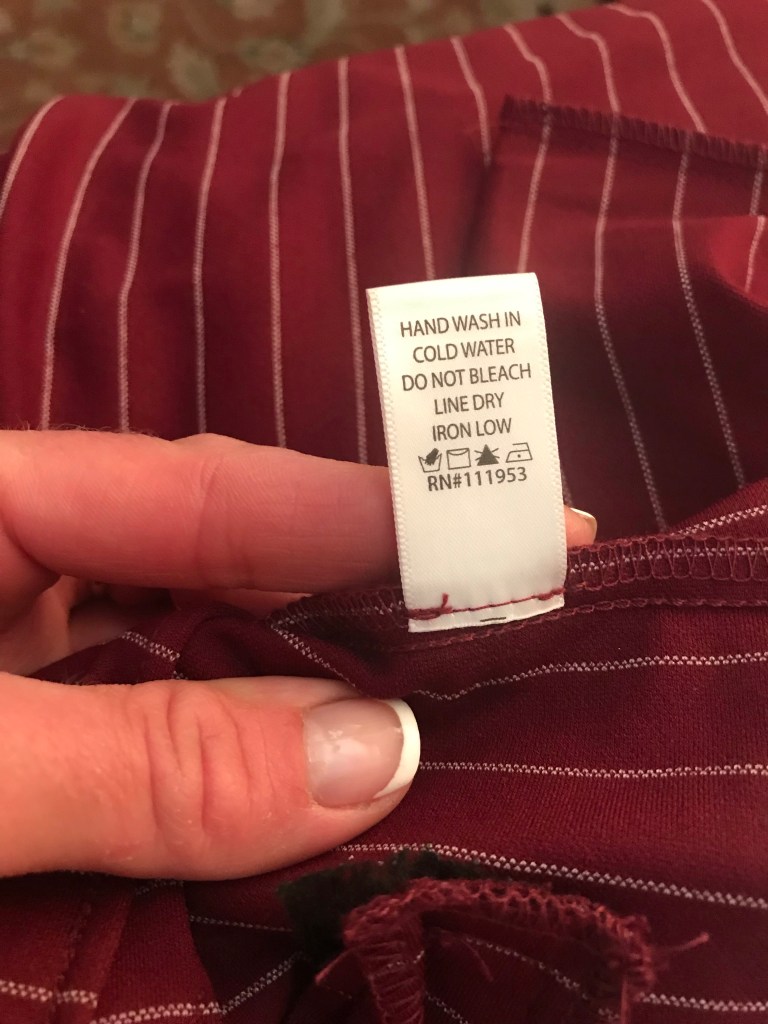 HAND WASH IN
COLD WATER
DO NOT BLEACH
LINE DRY
IRON LOW
RN#111953